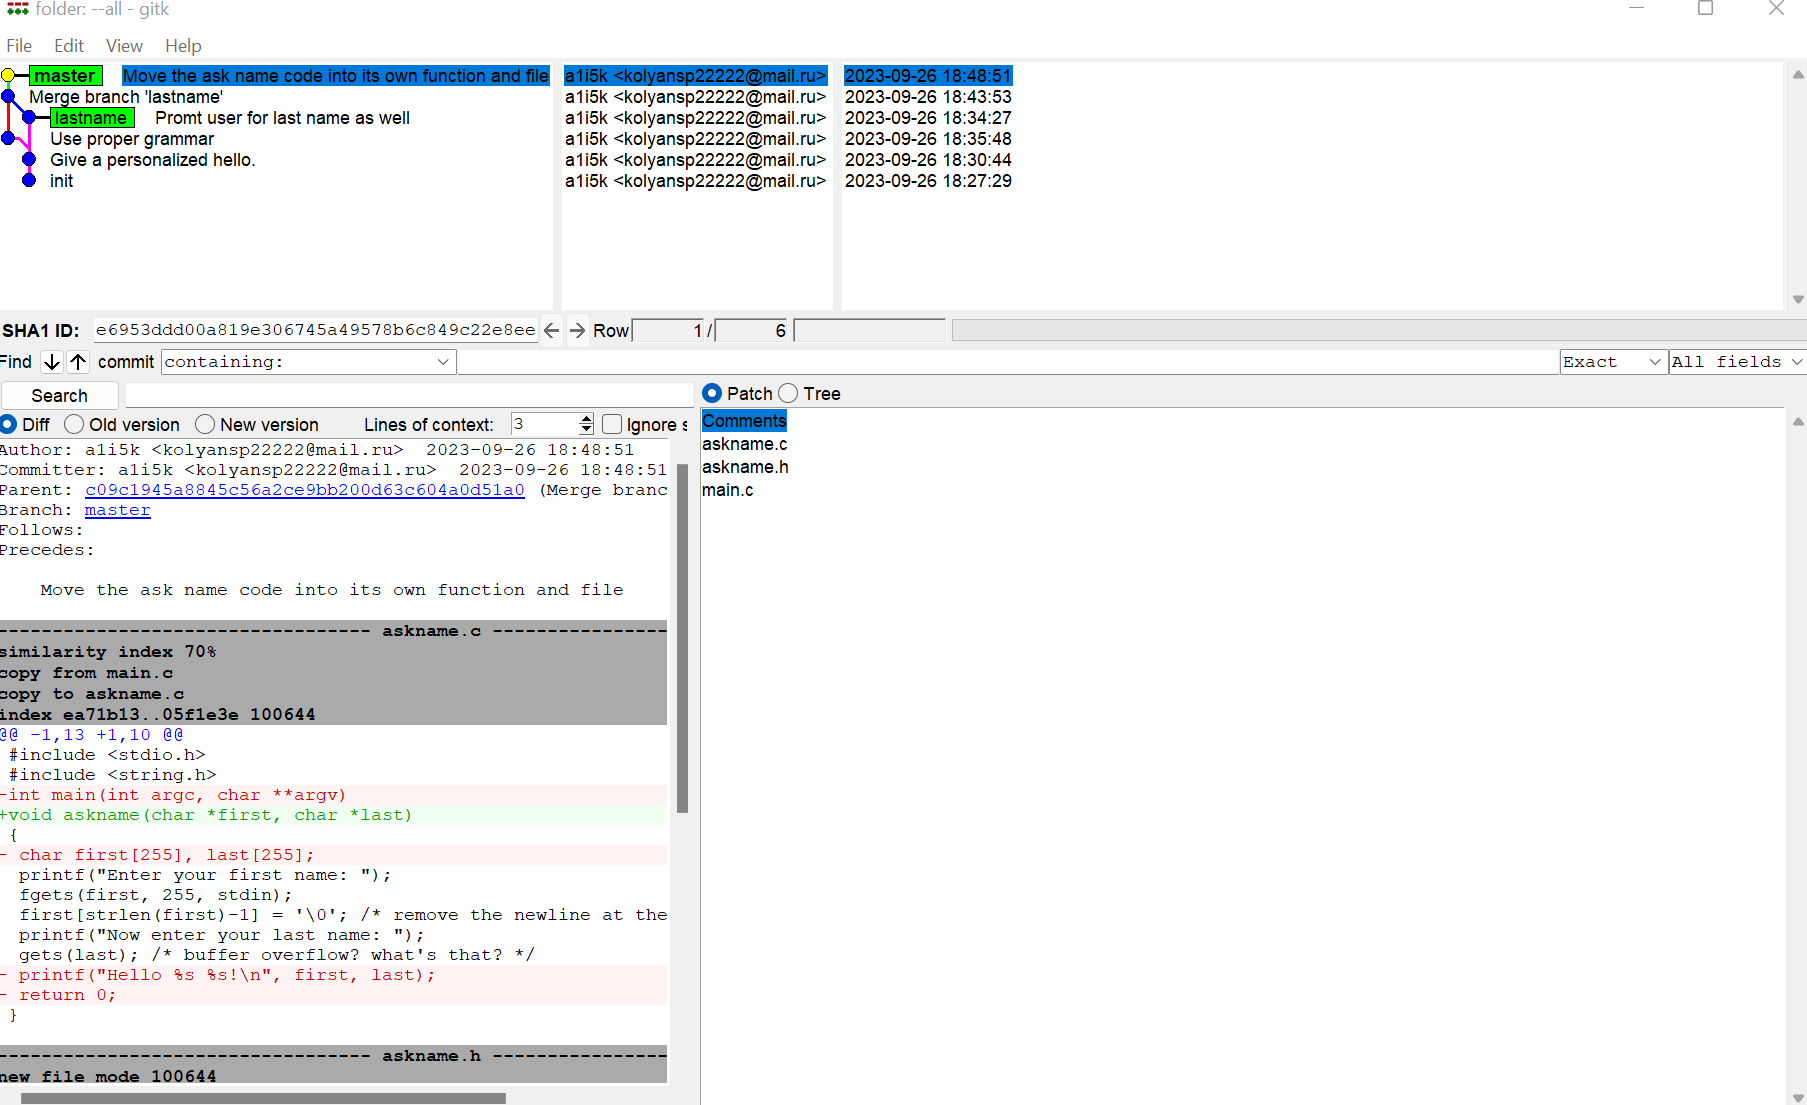 folder: --all - gitk
File Edit View Help
master Move the ask name code into its own function and file a1i5k <kolyansp22222@mail.ru> 2023-09-26 18:48:51
Merge branch 'lastname' a1i5k <kolyansp22222@mail.ru> 2023-09-26 18:43:53
lastname Promt user for last name as well a1i5k <kolyansp22222@mail.ru> 2023-09-26 18:34:27
Use proper grammar a1i5k <kolyansp22222@mail.ru> 2023-09-26 18:35:48
Give a personalized hello. a1i5k <kolyansp22222@mail.ru> 2023-09-26 18:30:44
init a1i5k <kolyansp22222@mail.ru> 2023-09-26 18:27:29
SHA1 ID: e6953ddd00a819e306745a49578b6c849c22e8ee Row 1 / 6
Find commit containing: Exact All fields
Search
Patch Tree
Diff Old version New version Lines of context: 3 Ignore s
Comments
askname.c
askname.h
main.c
Author: a1i5k <kolyansp22222@mail.ru> 2023-09-26 18:48:51
Committer: a1i5k <kolyansp22222@mail.ru> 2023-09-26 18:48:51
Parent: c09c1945a8845c56a2ce9bb200d63c604a0d51a0 (Merge branc
Branch: master
Follows:
Precedes:
Move the ask name code into its own function and file
---------------------------------- askname.c ----------------
similarity index 70%
copy from main.c
copy to askname.c
index ea71b13..05f1e3e 100644
@@ -1,13 +1,10 @@
#include <stdio.h>
#include <string.h>
-int main(int argc, char **argv)
+void askname(char *first, char *last)
{
- char first[255], last[255];
printf("Enter your first name: ");
fgets(first, 255, stdin);
first[strlen(first)-1] = '\0'; /* remove the newline at the
printf("Now enter your last name: ");
gets(last); /* buffer overflow? what's that? */
- printf("Hello %s %s!\n", first, last);
- return 0;
}
---------------------------------- askname.h ----------------
new file mode 100644